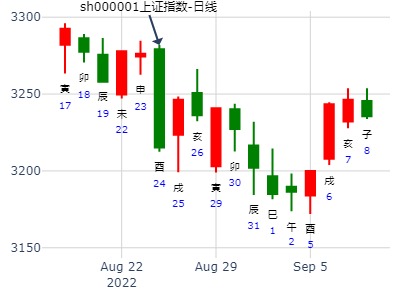 sh000001上证指数-日线
3300
3250
3200
3150
寅
17
卯
18
辰
19
未
22
申
23
酉
24
戌
25
亥
26
寅
29
卯
30
辰
31
巳
1
午
2
酉
5
戌
6
亥
7
子
8
Aug 22
2022
Aug 29
Sep 5